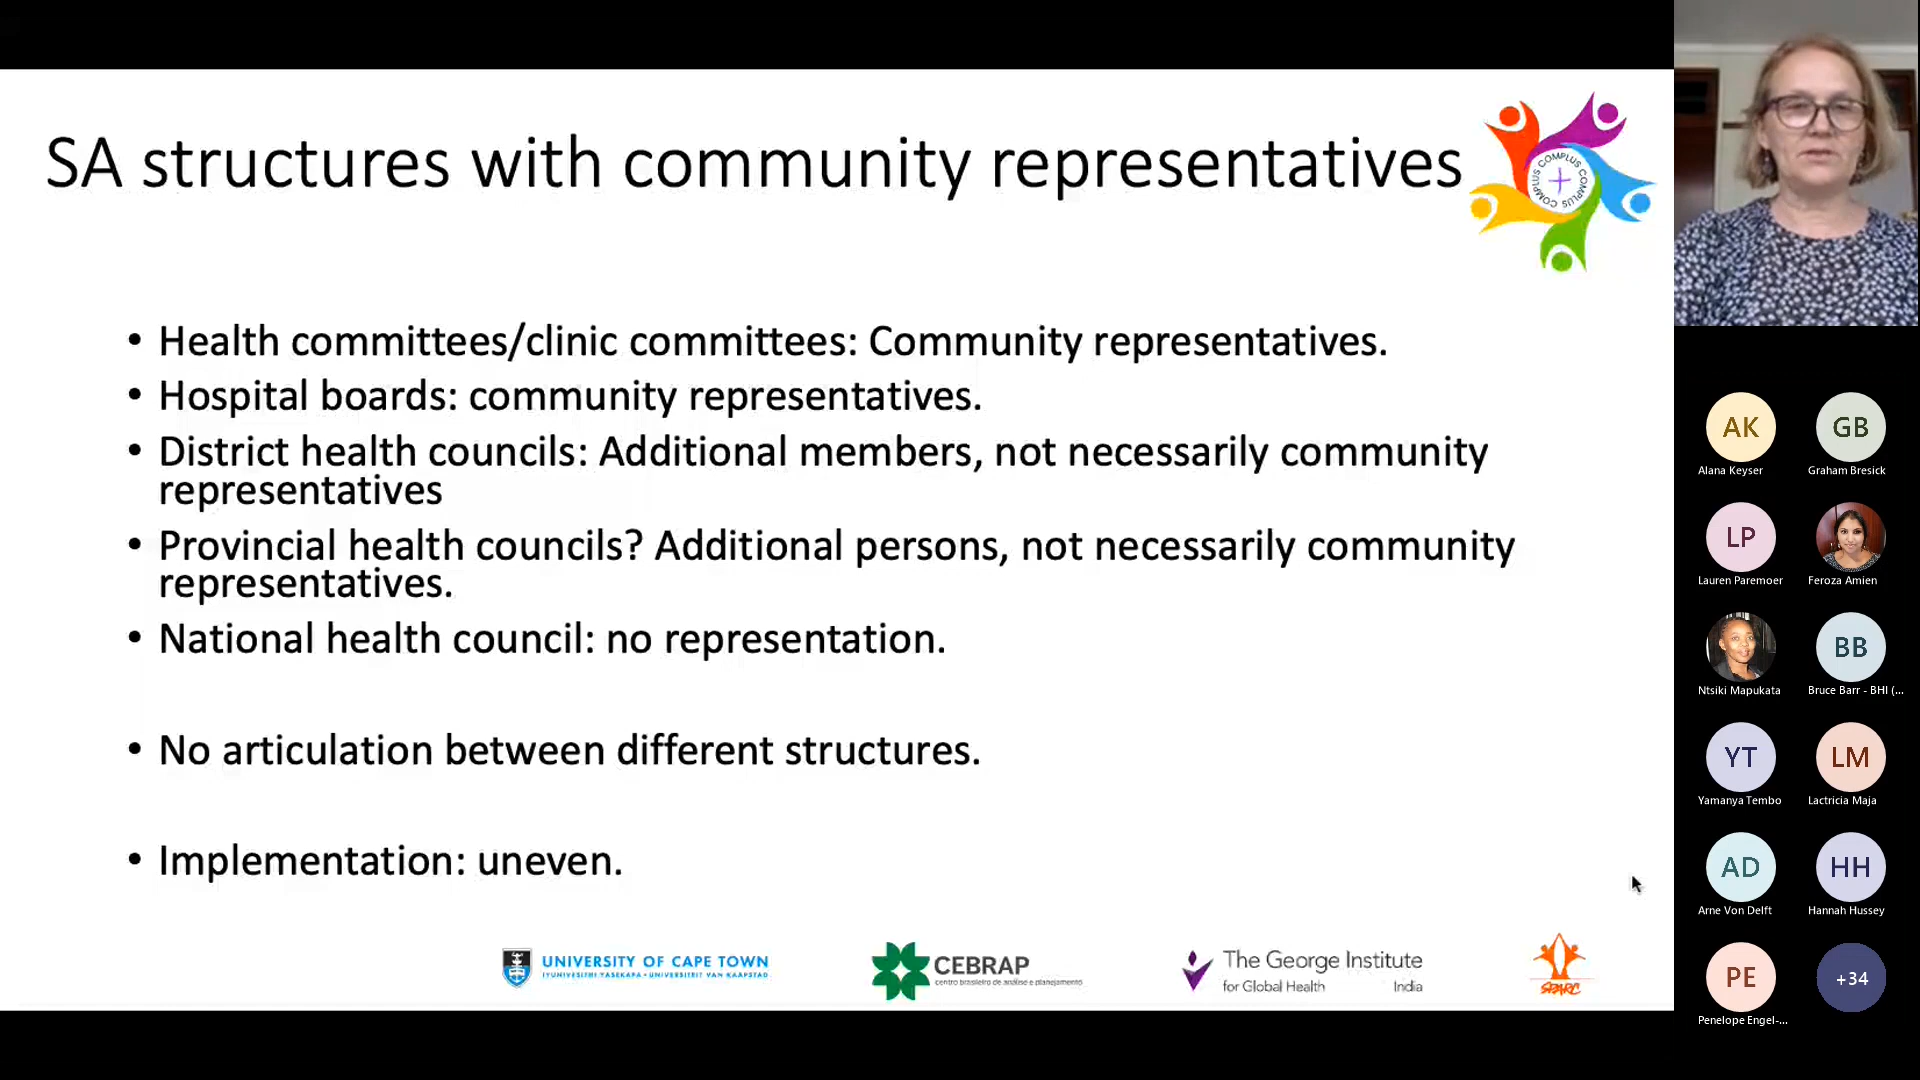 SA structures with community representatives
COMPLUS COMPLUS COMPLUS
• Health committees/clinic committees: Community representatives.
• Hospital boards: community representatives.
• District health councils: Additional members, not necessarily community
representatives
• Provincial health councils? Additional persons, not necessarily community
representatives.
• National health council: no representation.
• No articulation between different structures.
• Implementation: uneven.
UNIVERSITY OF CAPE TOWN
IYUNIVESITHI YASEKAPA • UNIVERSITEIT VAN KAAPSTAD
CEBRAP
centro brasileiro de análise e planejamento
The George Institute
for Global Health India
SPARC
AK
Alana Keyser
GB
Graham Bresick
LP
Lauren Paremoer
Feroza Amien
Ntsiki Mapukata
BB
Bruce Barr - BHI (...
YT
Yamanya Tembo
LM
Lactricia Maja
AD
Arne Von Delft
HH
Hannah Hussey
PE
Penelope Engel-...
+34